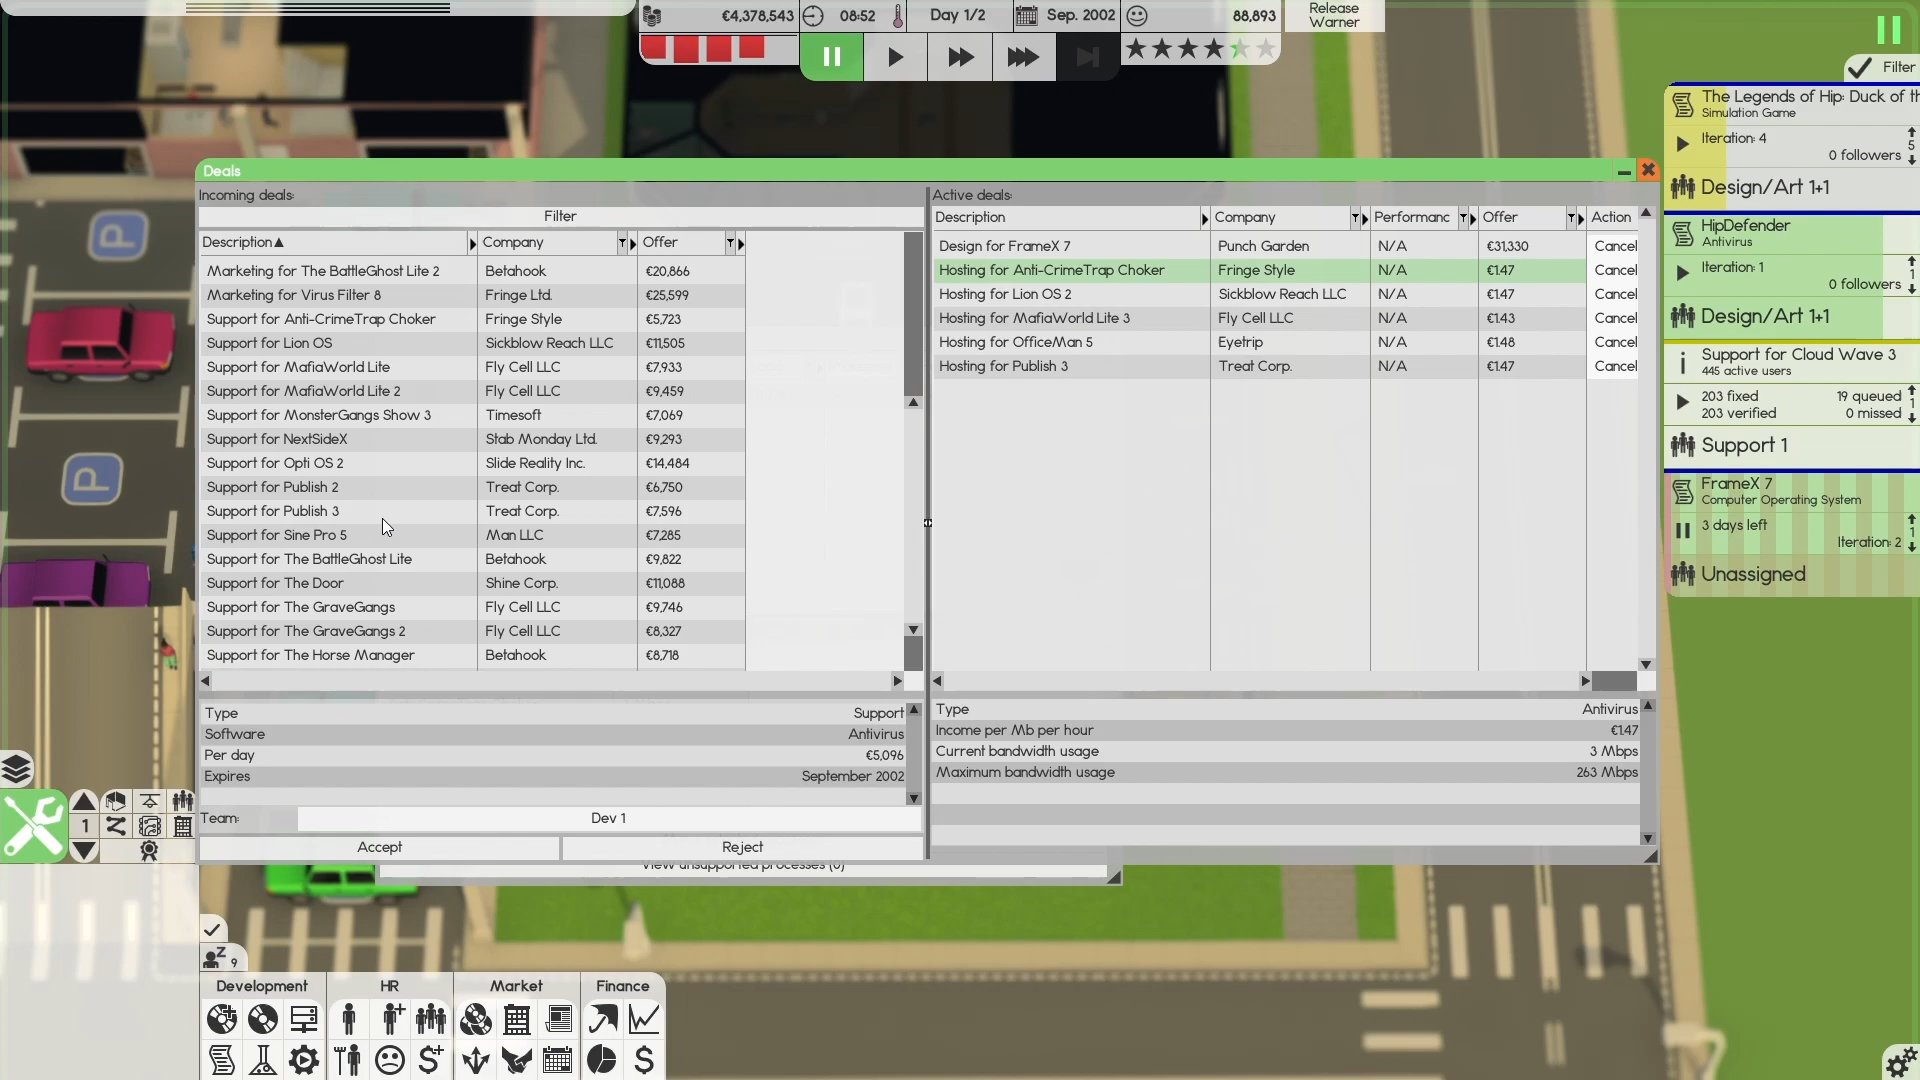 €4,378,543
08:52
Day 1/2
Sep. 2002
88,893
Release Warner
Filter
Deals
Incoming deals:
Filter
Description▲ Company Offer
Marketing for The BattleGhost Lite 2 Betahook €20,866
Marketing for Virus Filter 8 Fringe Ltd. €25,599
Support for Anti-CrimeTrap Choker Fringe Style €5,723
Support for Lion OS Sickblow Reach LLC €11,505
Support for MafiaWorld Lite Fly Cell LLC €7,933
Support for MafiaWorld Lite 2 Fly Cell LLC €9,459
Support for MonsterGangs Show 3 Timesoft €7,069
Support for NextSideX Stab Monday Ltd. €9,293
Support for Opti OS 2 Slide Reality Inc. €14,484
Support for Publish 2 Treat Corp. €6,750
Support for Publish 3 Treat Corp. €7,596
Support for Sine Pro 5 Man LLC €7,285
Support for The BattleGhost Lite Betahook €9,822
Support for The Door Shine Corp. €11,088
Support for The GraveGangs Fly Cell LLC €9,746
Support for The GraveGangs 2 Fly Cell LLC €8,327
Support for The Horse Manager Betahook €8,718
Type Support
Software Antivirus
Per day €5,096
Expires September 2002
Team: Dev 1
Accept Reject
Active deals:
Description Company Performanc Offer Action
Design for FrameX 7 Punch Garden N/A €31,330 Cancel
Hosting for Anti-CrimeTrap Choker Fringe Style N/A €1.47 Cancel
Hosting for Lion OS 2 Sickblow Reach LLC N/A €1.47 Cancel
Hosting for MafiaWorld Lite 3 Fly Cell LLC N/A €1.43 Cancel
Hosting for OfficeMan 5 Eyetrip N/A €1.48 Cancel
Hosting for Publish 3 Treat Corp. N/A €1.47 Cancel
Type Antivirus
Income per Mb per hour €1.47
Current bandwidth usage 3 Mbps
Maximum bandwidth usage 263 Mbps
View unsupported processes (0)
The Legends of Hip: Duck of th
Simulation Game
Iteration: 4
5
0 followers
Design/Art 1+1
HipDefender
Antivirus
Iteration: 1
1
0 followers
Design/Art 1+1
Support for Cloud Wave 3
445 active users
203 fixed 19 queued
1
203 verified 0 missed
Support 1
FrameX 7
Computer Operating System
3 days left
1
Iteration: 2
Unassigned
P
P
1
Z
9
Development HR Market Finance